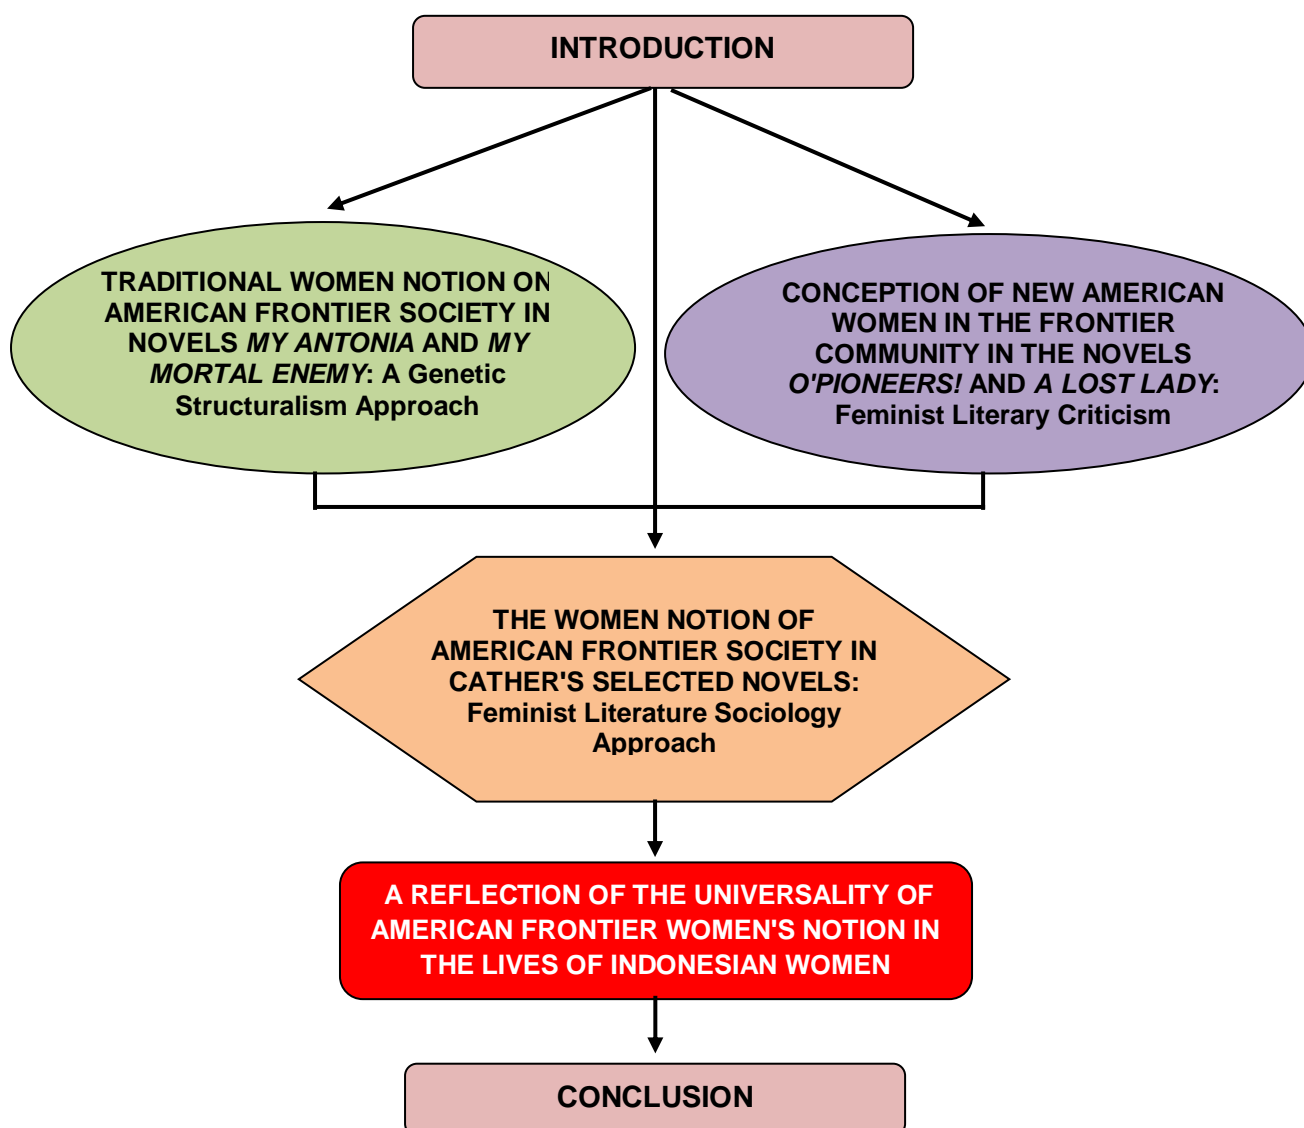 INTRODUCTION
TRADITIONAL WOMEN NOTION ON
AMERICAN FRONTIER SOCIETY IN
NOVELS MY ANTONIA AND MY
MORTAL ENEMY: A Genetic
Structuralism Approach
CONCEPTION OF NEW AMERICAN
WOMEN IN THE FRONTIER
COMMUNITY IN THE NOVELS
O'PIONEERS! AND A LOST LADY:
Feminist Literary Criticism
THE WOMEN NOTION OF
AMERICAN FRONTIER SOCIETY IN
CATHER'S SELECTED NOVELS:
Feminist Literature Sociology
Approach
A REFLECTION OF THE UNIVERSALITY OF
AMERICAN FRONTIER WOMEN'S NOTION IN
THE LIVES OF INDONESIAN WOMEN
CONCLUSION